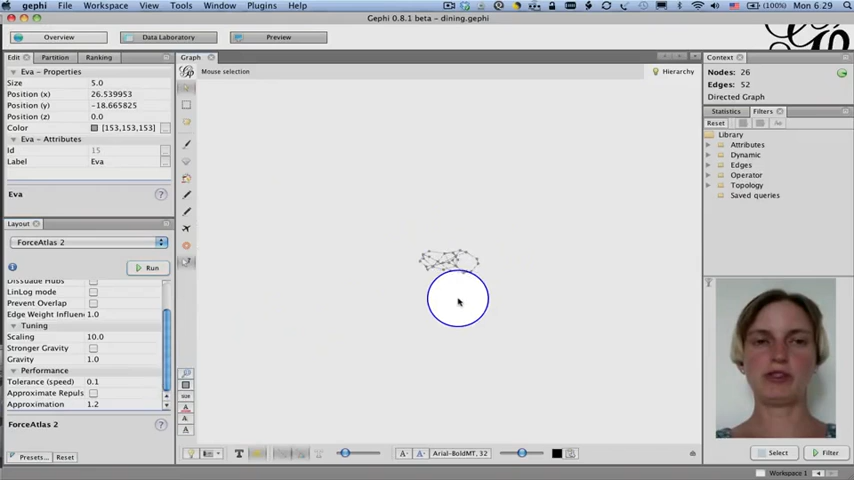 gephi File Workspace View Tools Window Plugins Help
(100%) Mon 6 29
Gephi 0.8.1 beta – dining.gephi
Overview
Data Laboratory
Preview
Edit
Partition
Ranking
Eva – Properties
Size 5.0
Position (x) 26.539953
Position (y) -18.665825
Position (z) 0.0
Color [153,153,153]
Eva – Attributes
Id 15
Label Eva
Eva
Layout
ForceAtlas 2
Run
Dissuade Hubs
LinLog mode
Prevent Overlap
Edge Weight Influen 1.0
Tuning
Scaling 10.0
Stronger Gravity
Gravity 1.0
Performance
Tolerance (speed) 0.1
Approximate Repuls
Approximation 1.2
ForceAtlas 2
Presets...
Reset
Graph
Mouse selection
Hierarchy
T
A
A
Arial-BoldMT, 32
Context
Nodes: 26
Edges: 52
Directed Graph
Statistics
Filters
Reset
Library
Attributes
Dynamic
Edges
Operator
Topology
Saved queries
Select
Filter
Workspace 1